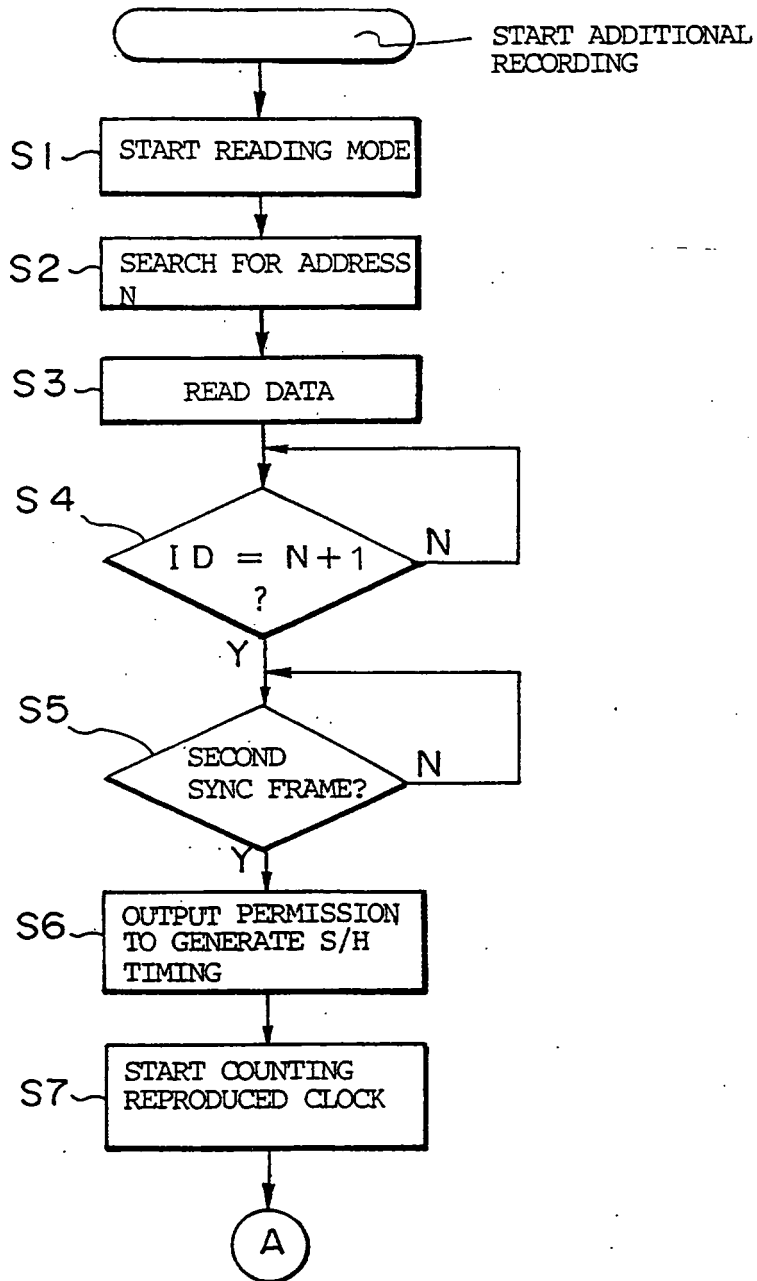 START ADDITIONAL
RECORDING
S1
START READING MODE
S2
SEARCH FOR ADDRESS
N
S3
READ DATA
S4
ID = N+1
?
N
Y
S5
SECOND
SYNC FRAME?
N
Y
S6
OUTPUT PERMISSION
TO GENERATE S/H
TIMING
S7
START COUNTING
REPRODUCED CLOCK
A